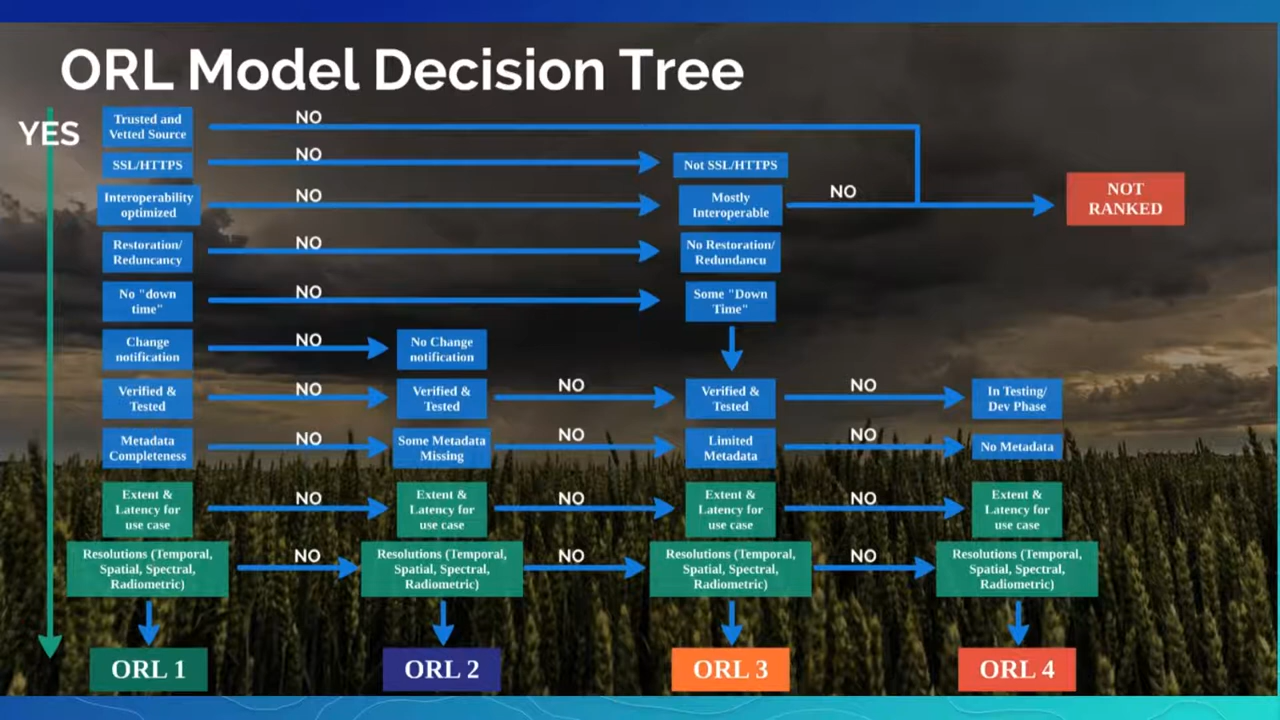 ORL Model Decision Tree
YES
Trusted and
Vetted Source
NO
SSL/HTTPS
NO
Not SSL/HTTPS
Interoperability
optimized
NO
Mostly
Interoperable
NO
NOT
RANKED
Restoration/
Reduncancy
NO
No Restoration/
Redundancu
No "down
time"
NO
Some "Down
Time"
Change
notification
NO
No Change
notification
Verified &
Tested
NO
Verified &
Tested
NO
Verified &
Tested
NO
In Testing/
Dev Phase
Metadata
Completeness
NO
Some Metadata
Missing
NO
Limited
Metadata
NO
No Metadata
Extent &
Latency for
use case
NO
Extent &
Latency for
use case
NO
Extent &
Latency for
use case
NO
Extent &
Latency for
use case
Resolutions (Temporal,
Spatial, Spectral,
Radiometric)
NO
Resolutions (Temporal,
Spatial, Spectral,
Radiometric)
NO
Resolutions (Temporal,
Spatial, Spectral,
Radiometric)
NO
Resolutions (Temporal,
Spatial, Spectral,
Radiometric)
ORL 1
ORL 2
ORL 3
ORL 4